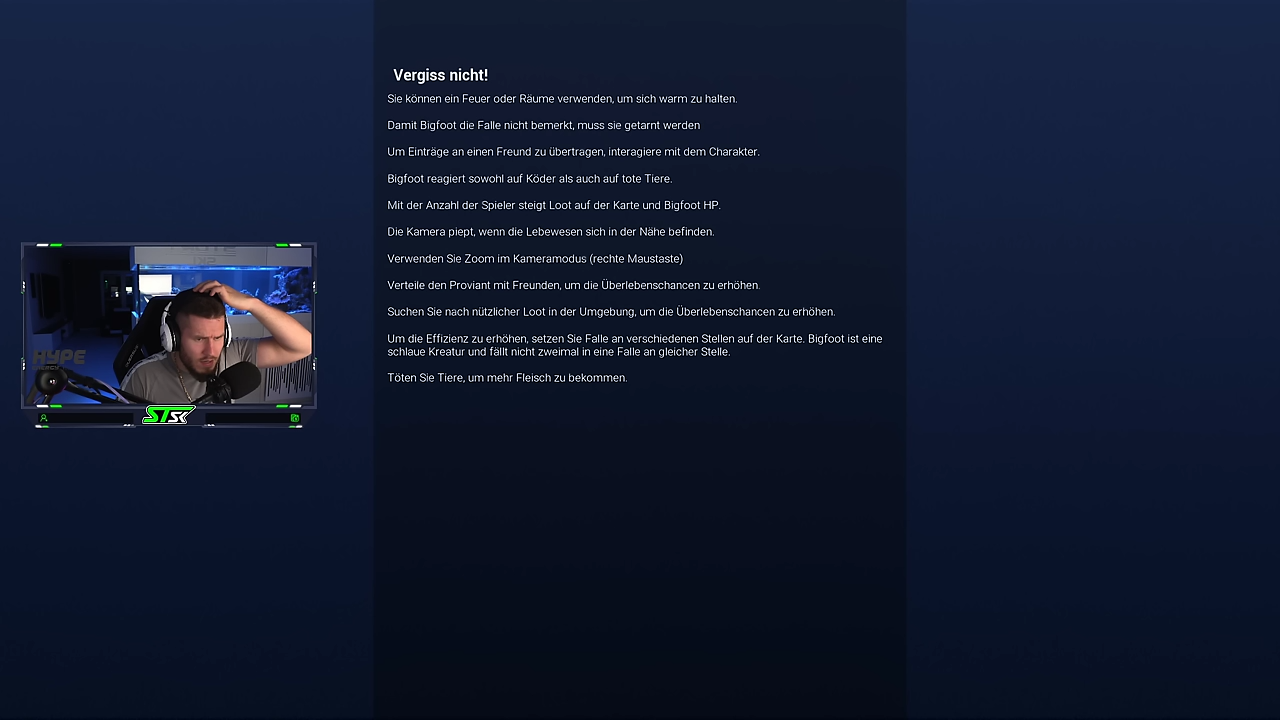 Vergiss nicht!
Sie können ein Feuer oder Räume verwenden, um sich warm zu halten.
Damit Bigfoot die Falle nicht bemerkt, muss sie getarnt werden
Um Einträge an einen Freund zu übertragen, interagiere mit dem Charakter.
Bigfoot reagiert sowohl auf Köder als auch auf tote Tiere.
Mit der Anzahl der Spieler steigt Loot auf der Karte und Bigfoot HP.
Die Kamera piept, wenn die Lebewesen sich in der Nähe befinden.
Verwenden Sie Zoom im Kameramodus (rechte Maustaste)
Verteile den Proviant mit Freunden, um die Überlebenschancen zu erhöhen.
Suchen Sie nach nützlicher Loot in der Umgebung, um die Überlebenschancen zu erhöhen.
Um die Effizienz zu erhöhen, setzen Sie Falle an verschiedenen Stellen auf der Karte. Bigfoot ist eine
schlaue Kreatur und fällt nicht zweimal in eine Falle an gleicher Stelle.
Töten Sie Tiere, um mehr Fleisch zu bekommen.
HYPE
STSK